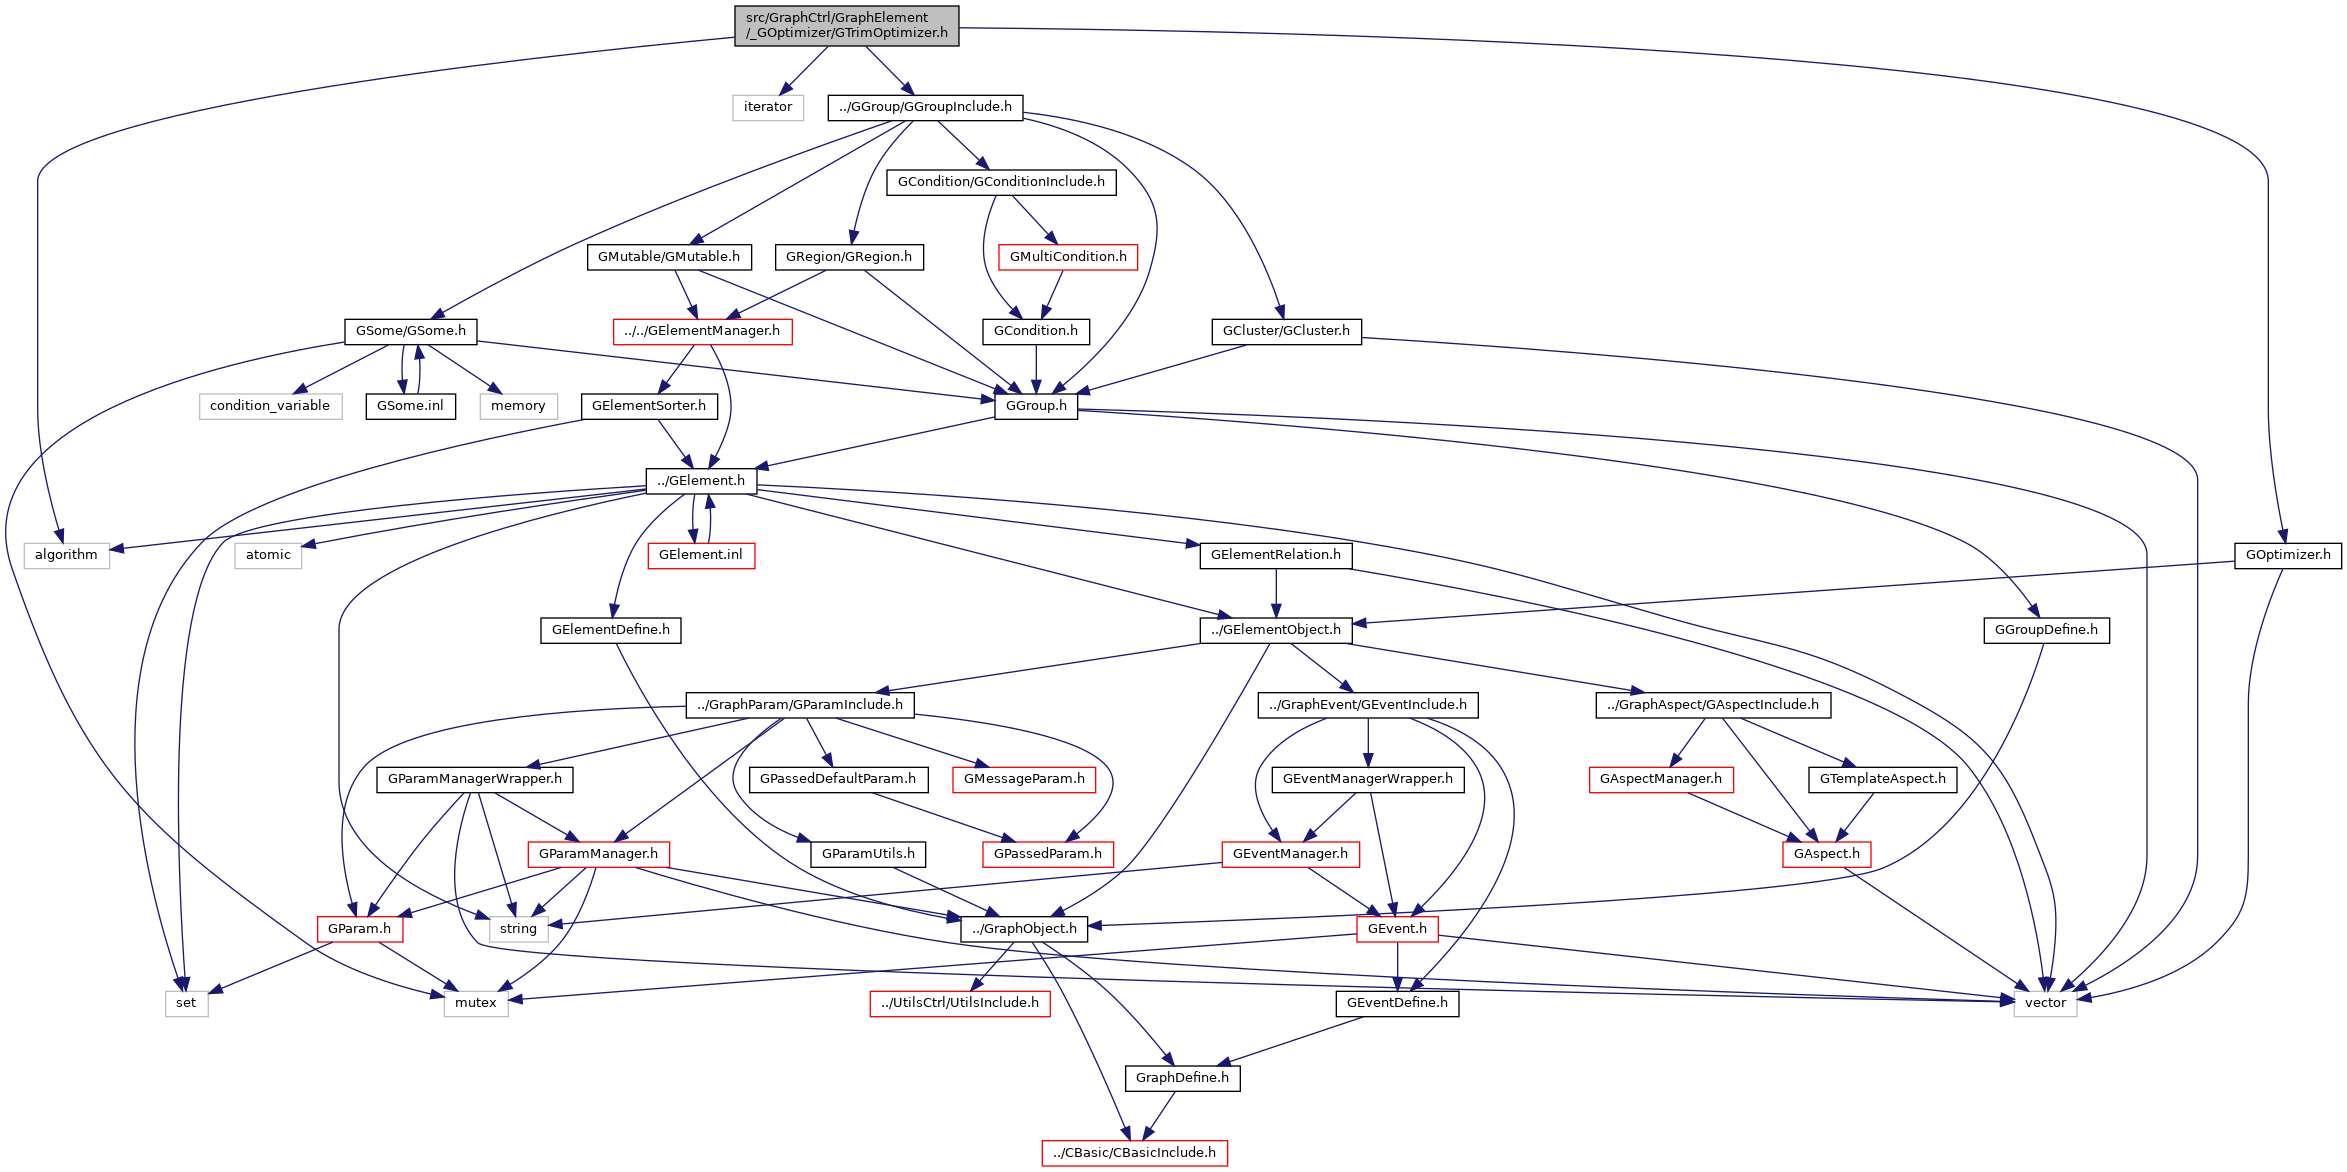 src/GraphCtrl/GraphElement
/_GOptimizer/GTrimOptimizer.h
iterator
../GGroup/GGroupInclude.h
GCondition/GConditionInclude.h
GMutable/GMutable.h
GRegion/GRegion.h
GMultiCondition.h
GSome/GSome.h
../../GElementManager.h
GCondition.h
GCluster/GCluster.h
condition_variable
GSome.inl
memory
GElementSorter.h
GGroup.h
../GElement.h
algorithm
atomic
GElement.inl
GElementRelation.h
GOptimizer.h
GElementDefine.h
../GElementObject.h
GGroupDefine.h
../GraphParam/GParamInclude.h
../GraphEvent/GEventInclude.h
../GraphAspect/GAspectInclude.h
GParamManagerWrapper.h
GPassedDefaultParam.h
GMessageParam.h
GEventManagerWrapper.h
GAspectManager.h
GTemplateAspect.h
GParamManager.h
GParamUtils.h
GPassedParam.h
GEventManager.h
GAspect.h
GParam.h
string
../GraphObject.h
GEvent.h
set
mutex
../UtilsCtrl/UtilsInclude.h
GEventDefine.h
vector
GraphDefine.h
../CBasic/CBasicInclude.h